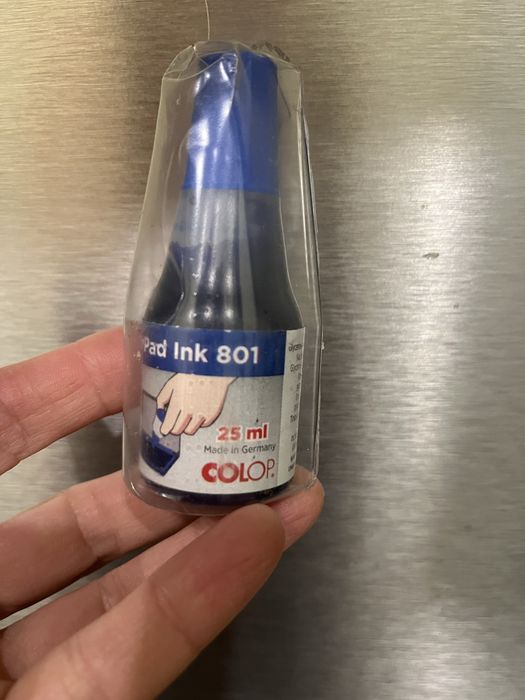 Pad Ink 801
25 ml
Made in Germany
COLOP